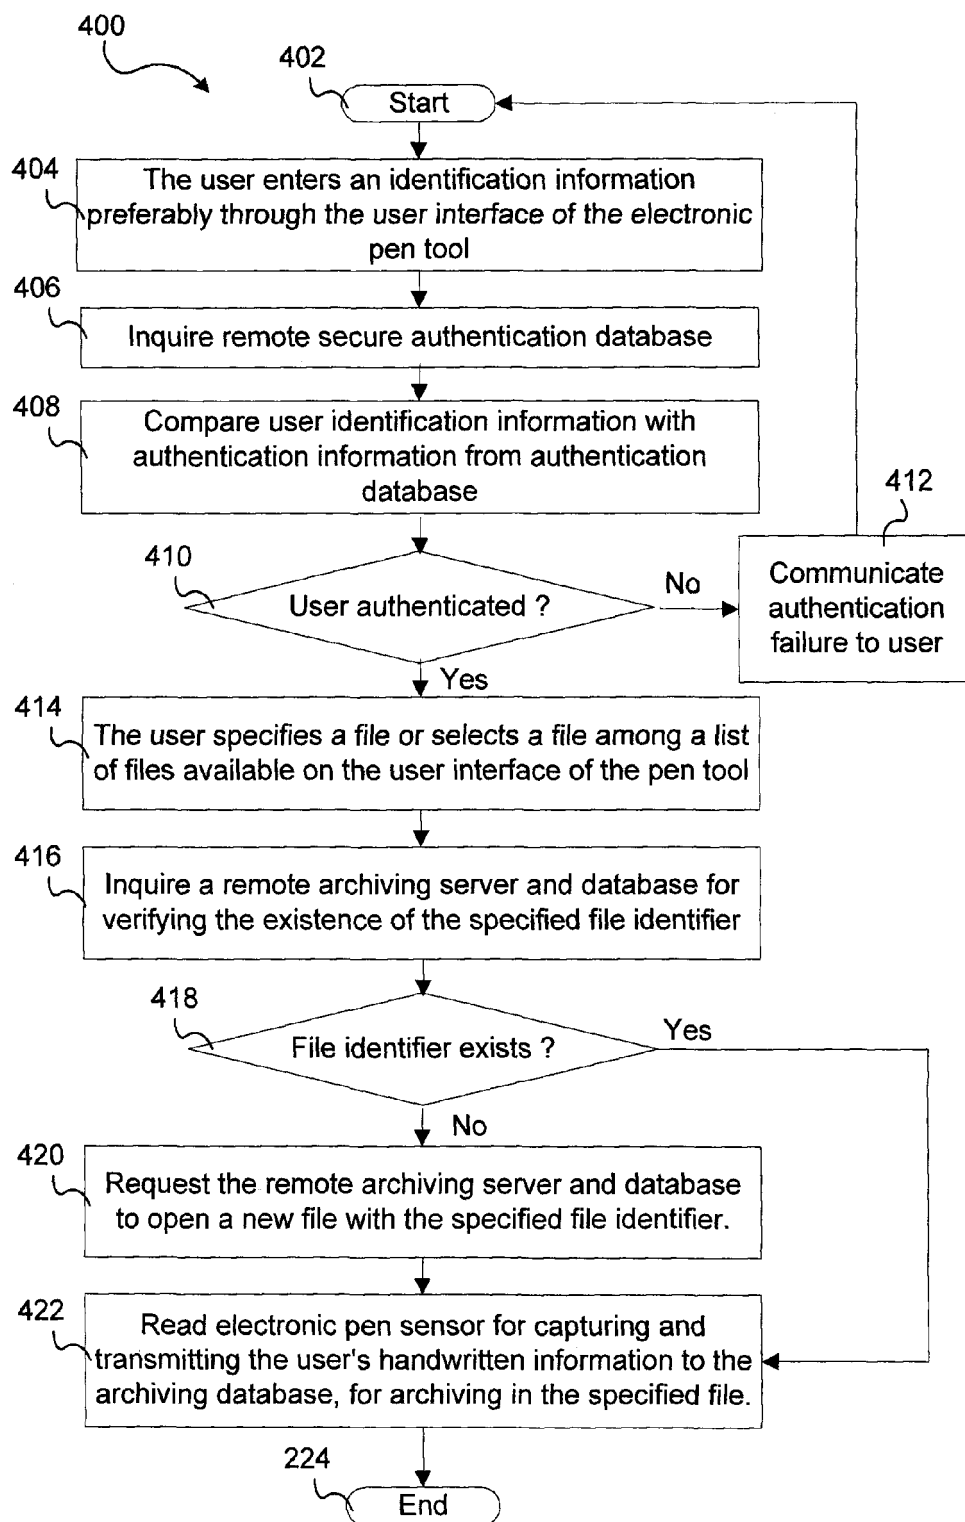 400
402
Start
404
The user enters an identification information
preferably through the user interface of the electronic
pen tool
406
Inquire remote secure authentication database
408
Compare user identification information with
authentication information from authentication
database
412
410
User authenticated ?
No
Communicate
authentication
failure to user
Yes
414
The user specifies a file or selects a file among a list
of files available on the user interface of the pen tool
416
Inquire a remote archiving server and database for
verifying the existence of the specified file identifier
418
File identifier exists ?
Yes
No
420
Request the remote archiving server and database
to open a new file with the specified file identifier.
422
Read electronic pen sensor for capturing and
transmitting the user's handwritten information to the
archiving database, for archiving in the specified file.
224
End